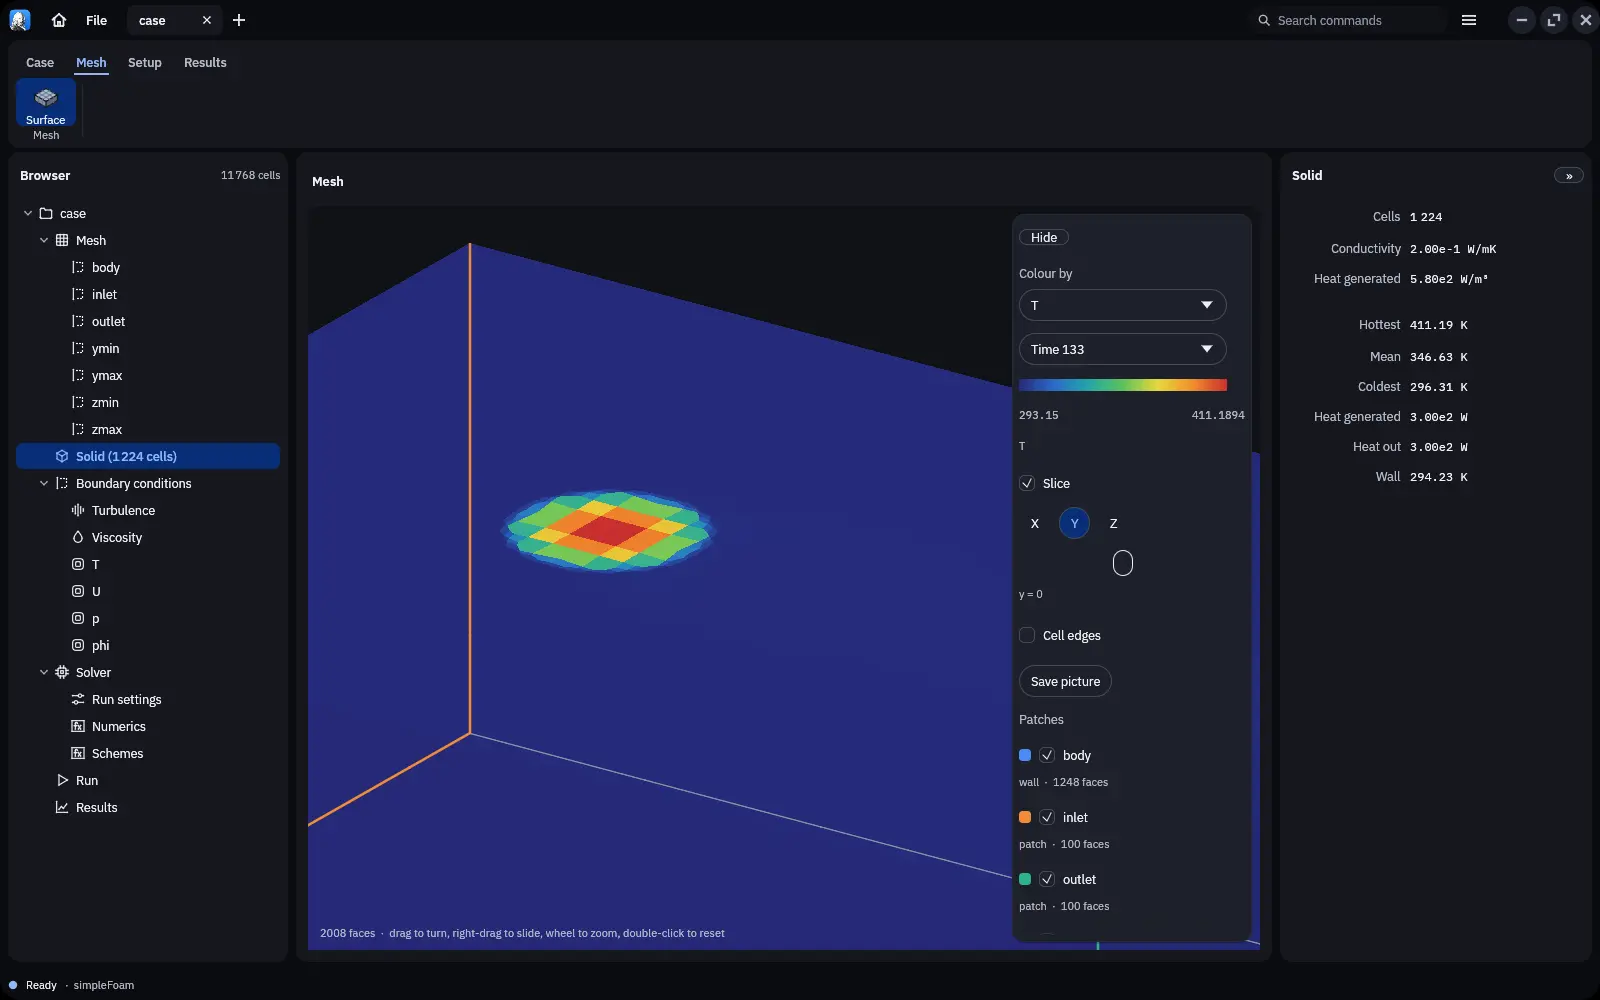 File
case
Search commands
Case
Mesh
Setup
Results
Surface
Mesh
Browser
11 768 cells
case
Mesh
body
inlet
outlet
ymin
ymax
zmin
zmax
Solid (1 224 cells)
Boundary conditions
Turbulence
Viscosity
T
U
p
phi
Solver
Run settings
Numerics
Schemes
Run
Results
Mesh
Hide
Colour by
T
Time 133
293.15 411.1894
T
Slice
X Y Z
y = 0
Cell edges
Save picture
Patches
body
wall · 1248 faces
inlet
patch · 100 faces
outlet
patch · 100 faces
2008 faces · drag to turn, right-drag to slide, wheel to zoom, double-click to reset
Solid
»
Cells 1 224
Conductivity 2.00e-1 W/mK
Heat generated 5.80e2 W/m³
Hottest 411.19 K
Mean 346.63 K
Coldest 296.31 K
Heat generated 3.00e2 W
Heat out 3.00e2 W
Wall 294.23 K
Ready · simpleFoam